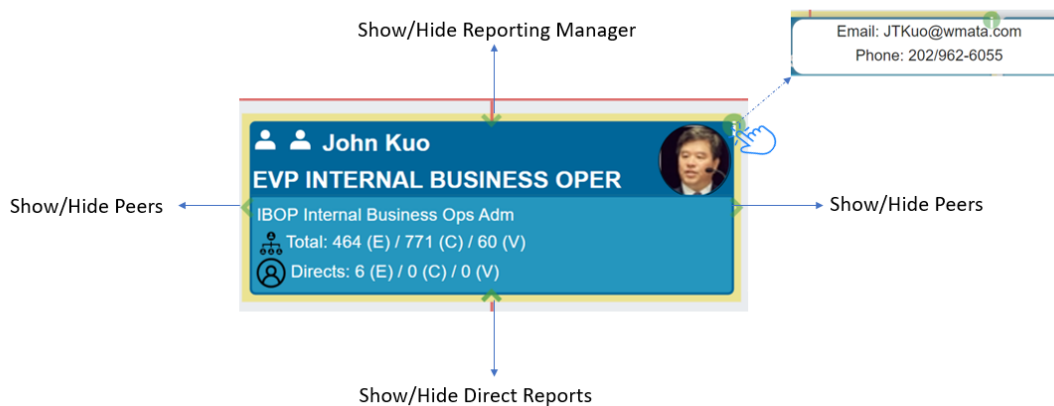 Show/Hide Reporting Manager
Email: JTKuo@wmata.com
Phone: 202/962-6055
John Kuo
EVP INTERNAL BUSINESS OPER
Show/Hide Peers
IBOP Internal Business Ops Adm
Show/Hide Peers
Total: 464 (E) / 771 (C) / 60 (V)
Directs: 6 (E) / 0 (C) / 0 (V)
Show/Hide Direct Reports